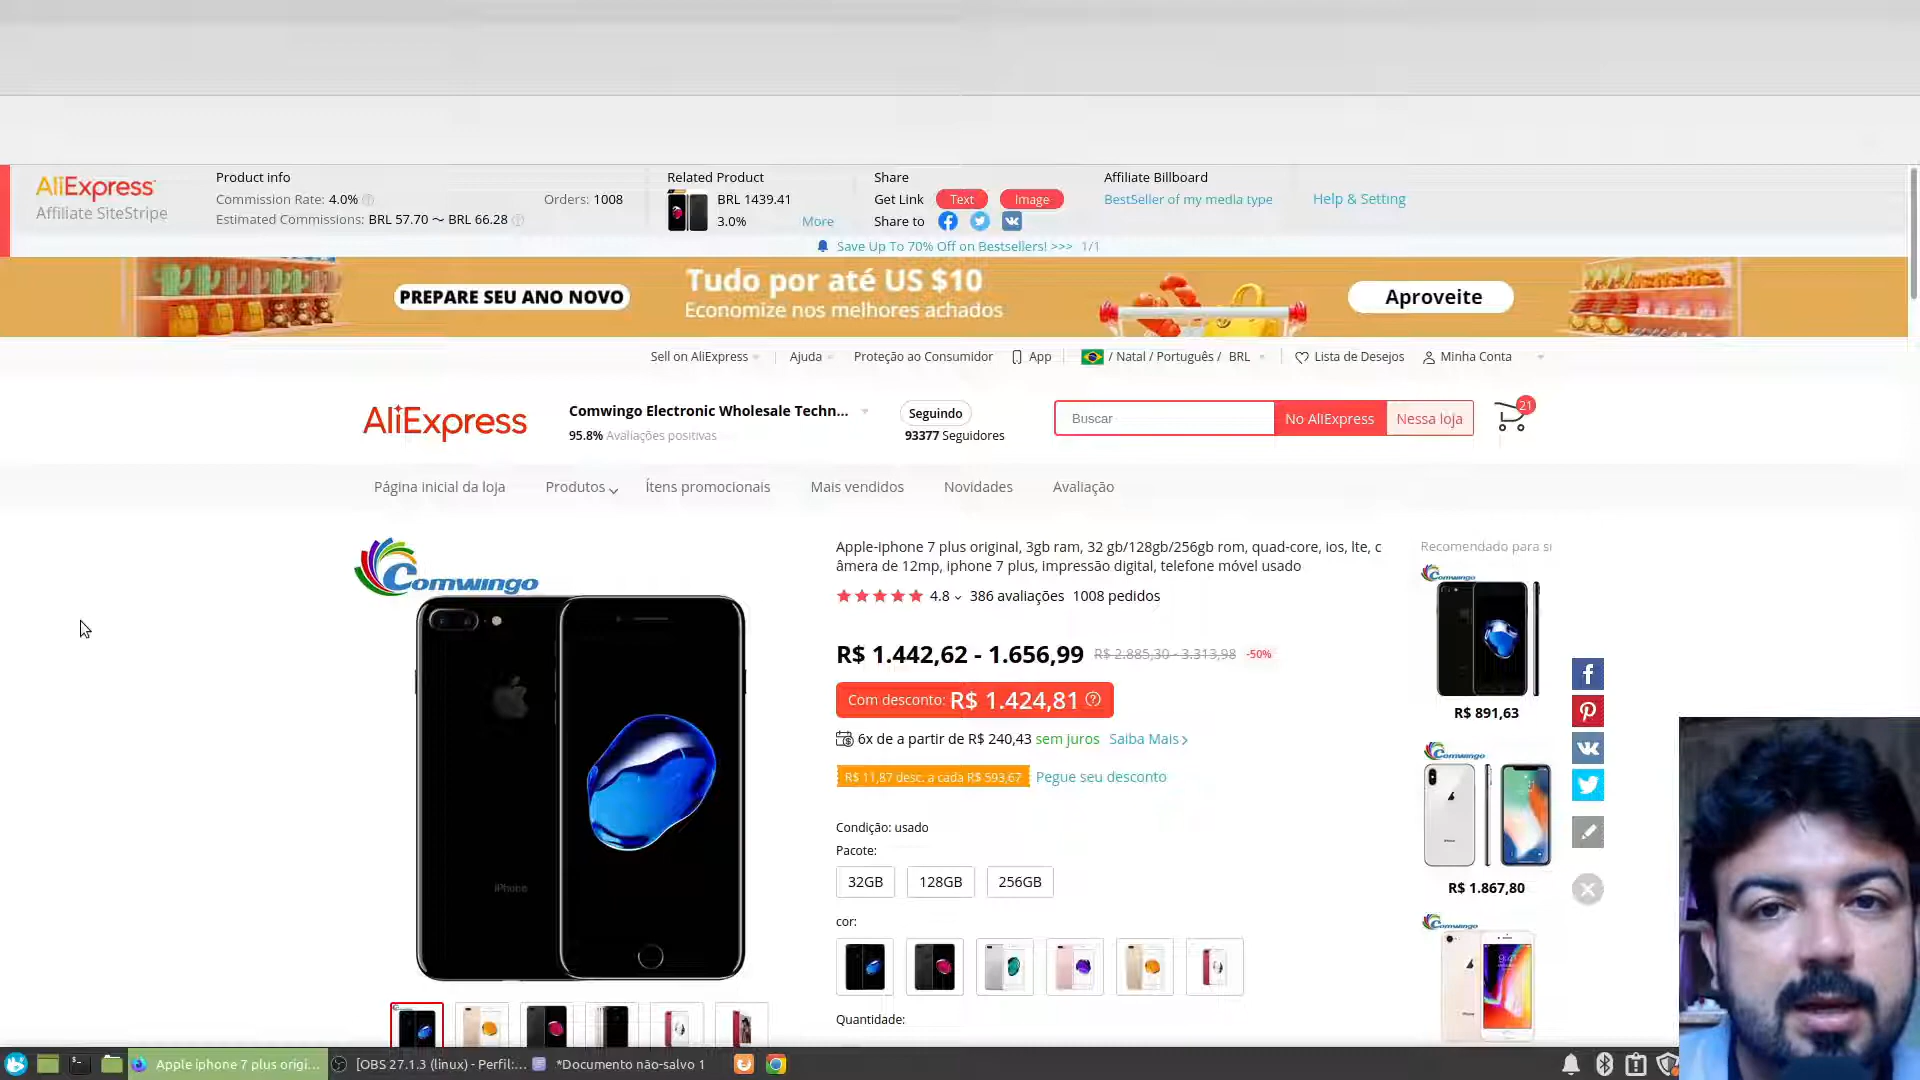 AliExpress
Affiliate SiteStripe
Product info
Commission Rate: 4.0%
Orders: 1008
Estimated Commissions: BRL 57.70 ～ BRL 66.28
Related Product
BRL 1439.41
3.0%
More
Share
Get Link Text Image
Share to
Affiliate Billboard
BestSeller of my media type
Help & Setting
Save Up To 70% Off on Bestsellers! >>> 1/1
PREPARE SEU ANO NOVO
Tudo por até US $10
Economize nos melhores achados
Aproveite
Sell on AliExpress
Ajuda
Proteção ao Consumidor
App
/ Natal / Português / BRL
Lista de Desejos
Minha Conta
AliExpress
Comwingo Electronic Wholesale Techn...
95.8% Avaliações positivas
Seguindo
93377 Seguidores
Buscar
No AliExpress
Nessa loja
21
Página inicial da loja
Produtos
Ítens promocionais
Mais vendidos
Novidades
Avaliação
Comwingo
iPhone
Apple-iphone 7 plus original, 3gb ram, 32 gb/128gb/256gb rom, quad-core, ios, lte, c
âmera de 12mp, iphone 7 plus, impressão digital, telefone móvel usado
4.8 386 avaliações 1008 pedidos
R$ 1.442,62 - 1.656,99 R$ 2.885,30 - 3.313,98 -50%
Com desconto: R$ 1.424,81
6x de a partir de R$ 240,43 sem juros Saiba Mais
R$ 11,87 desc. a cada R$ 593,67 Pegue seu desconto
Condição: usado
Pacote:
32GB 128GB 256GB
cor:
Quantidade:
Recomendado para si
Comwingo
R$ 891,63
Comwingo
R$ 1.867,80
Comwingo
Apple iphone 7 plus origi...
[OBS 27.1.3 (linux) - Perfil:...
*Documento não-salvo 1